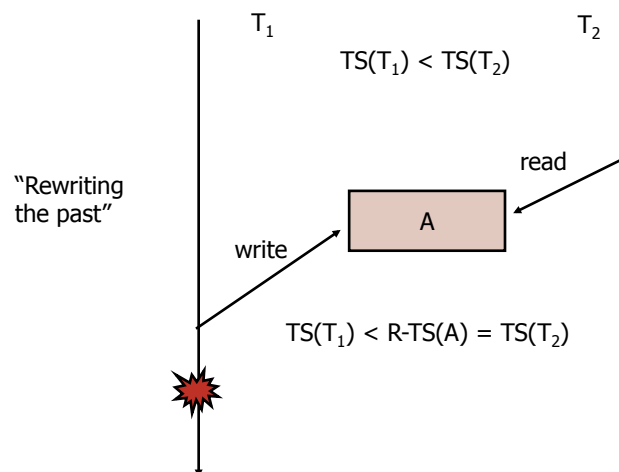 T₁
T₂
TS(T₁) < TS(T₂)
read
“Rewriting
the past”
A
write
TS(T₁) < R-TS(A) = TS(T₂)